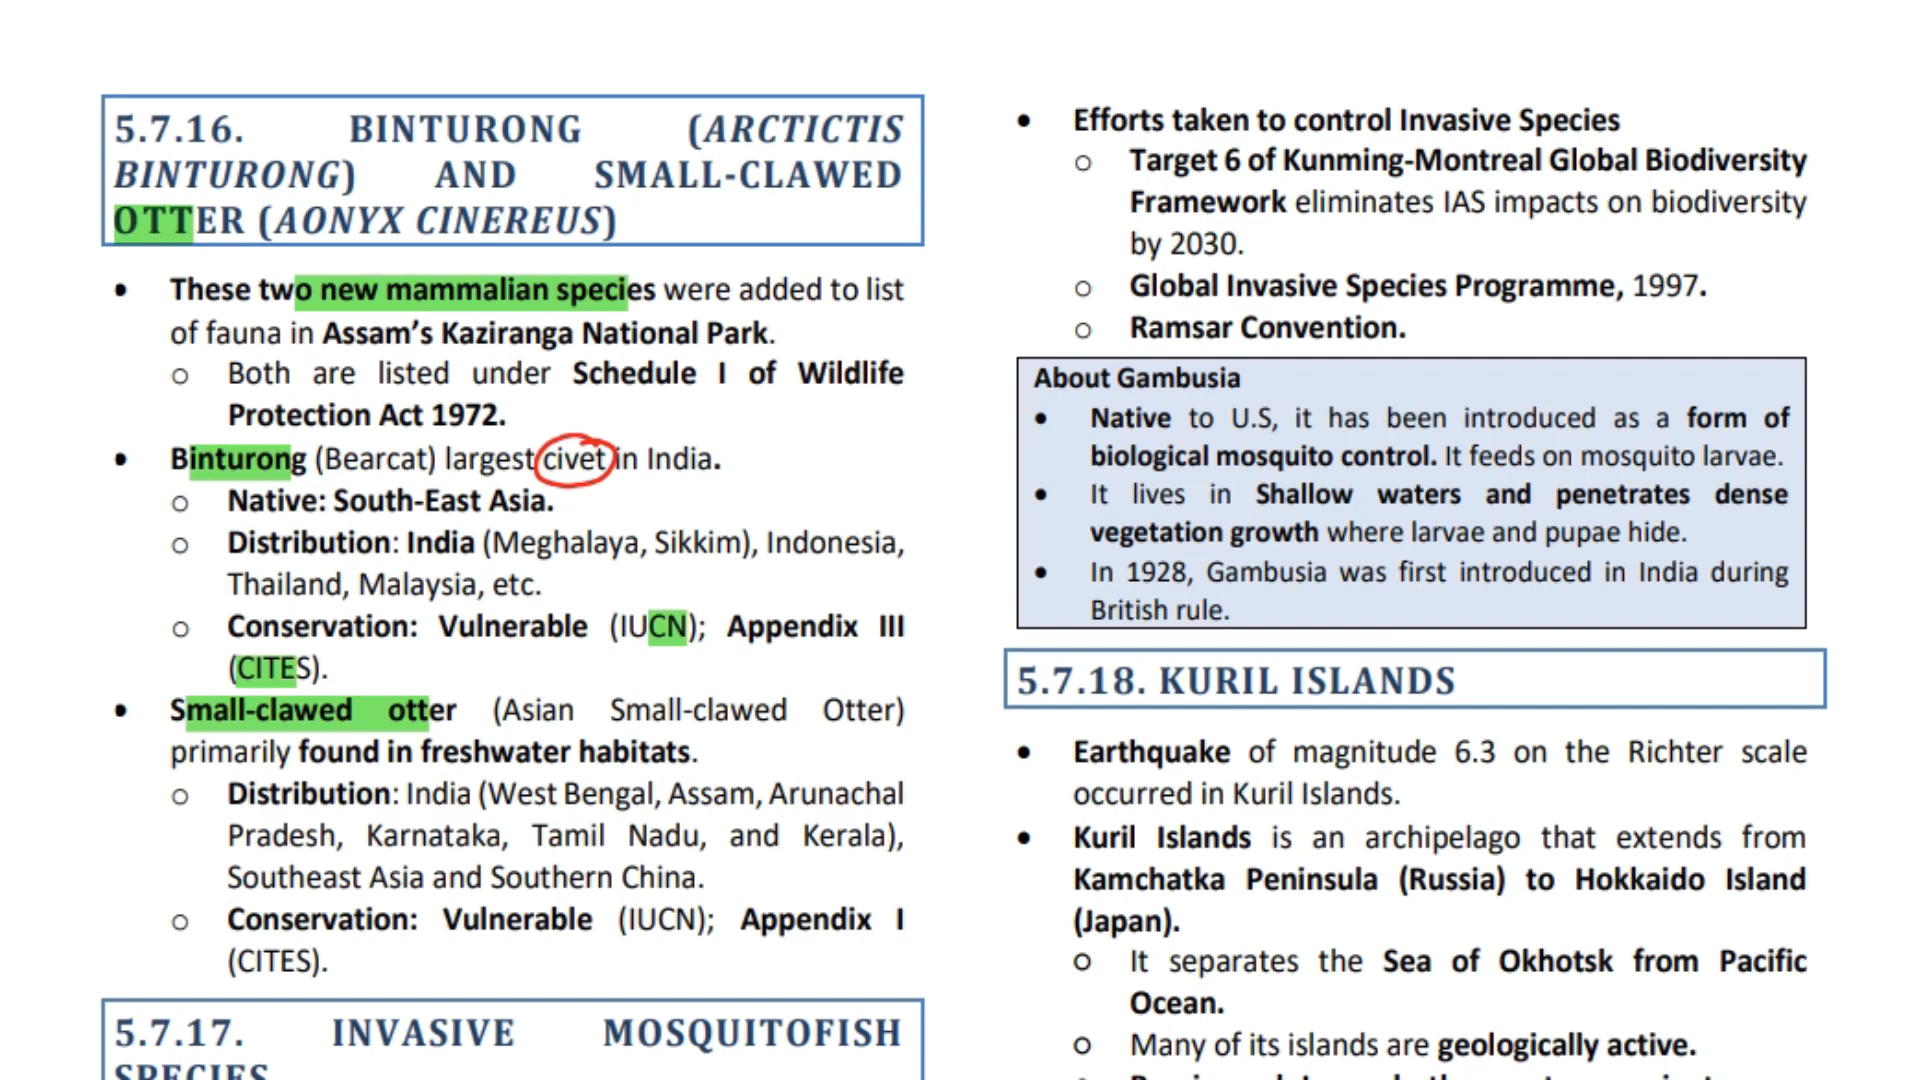 5.7.16. BINTURONG (ARCTICTIS
BINTURONG) AND SMALL-CLAWED
OTTER (AONYX CINEREUS)
• These two new mammalian species were added to list
of fauna in Assam’s Kaziranga National Park.
o Both are listed under Schedule I of Wildlife
Protection Act 1972.
• Binturong (Bearcat) largest civet in India.
o Native: South-East Asia.
o Distribution: India (Meghalaya, Sikkim), Indonesia,
Thailand, Malaysia, etc.
o Conservation: Vulnerable (IUCN); Appendix III
(CITES).
• Small-clawed otter (Asian Small-clawed Otter)
primarily found in freshwater habitats.
o Distribution: India (West Bengal, Assam, Arunachal
Pradesh, Karnataka, Tamil Nadu, and Kerala),
Southeast Asia and Southern China.
o Conservation: Vulnerable (IUCN); Appendix I
(CITES).
5.7.17. INVASIVE MOSQUITOFISH
SPECIES
• Efforts taken to control Invasive Species
o Target 6 of Kunming-Montreal Global Biodiversity
Framework eliminates IAS impacts on biodiversity
by 2030.
o Global Invasive Species Programme, 1997.
o Ramsar Convention.
About Gambusia
• Native to U.S, it has been introduced as a form of
biological mosquito control. It feeds on mosquito larvae.
• It lives in Shallow waters and penetrates dense
vegetation growth where larvae and pupae hide.
• In 1928, Gambusia was first introduced in India during
British rule.
5.7.18. KURIL ISLANDS
• Earthquake of magnitude 6.3 on the Richter scale
occurred in Kuril Islands.
• Kuril Islands is an archipelago that extends from
Kamchatka Peninsula (Russia) to Hokkaido Island
(Japan).
o It separates the Sea of Okhotsk from Pacific
Ocean.
o Many of its islands are geologically active.